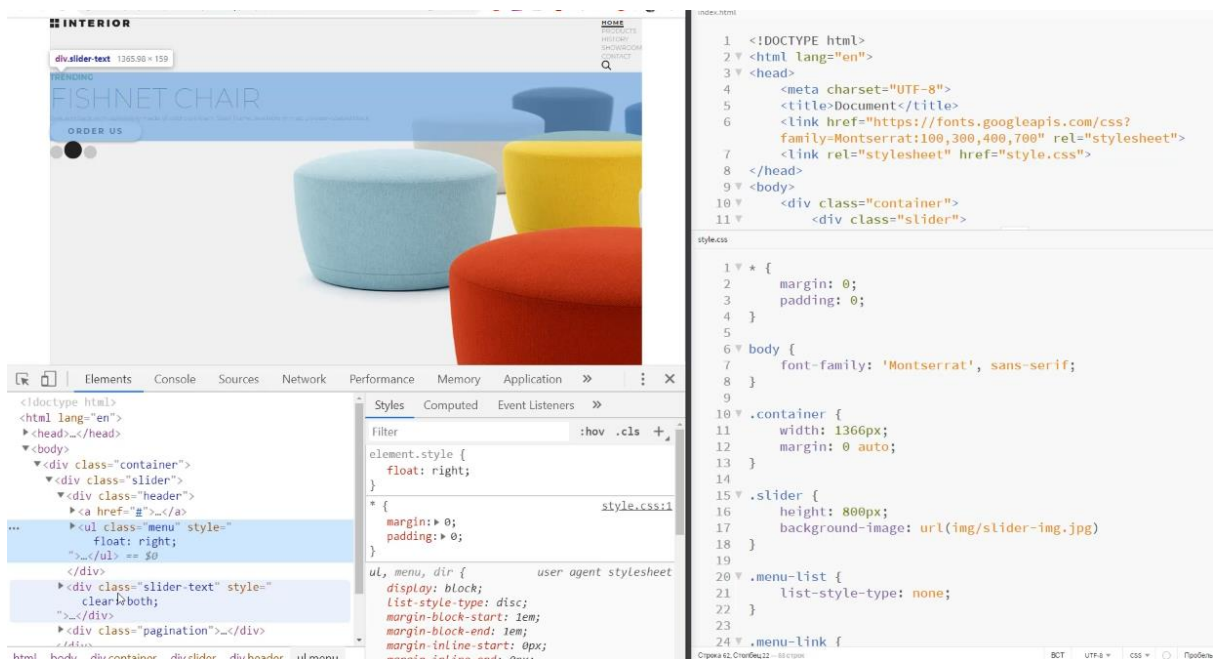 INTERIOR
HOME
PRODUCTS
HISTORY
SHOWROOM
CONTACT
div.slider-text 1365.98 × 159
TRENDING
FISHNET CHAIR
ORDER US
Elements Console Sources Network Performance Memory Application »
<!doctype html>
<html lang="en">
<head>…</head>
<body>
<div class="container">
<div class="slider">
<div class="header">
<a href="#">…</a>
<ul class="menu" style="
float: right;
">…</ul> == $0
</div>
<div class="slider-text" style="
clear: both;
">…</div>
<div class="pagination">…</div>
</div>
html body div.container div.slider div.header ul.menu
Styles Computed Event Listeners »
Filter :hov .cls +
element.style {
float: right;
}
* { style.css:1
margin: 0;
padding: 0;
}
ul, menu, dir { user agent stylesheet
display: block;
list-style-type: disc;
margin-block-start: 1em;
margin-block-end: 1em;
margin-inline-start: 0px;
margin-inline-end: 0px;
index.html
1 <!DOCTYPE html>
2 <html lang="en">
3 <head>
4 <meta charset="UTF-8">
5 <title>Document</title>
6 <link href="https://fonts.googleapis.com/css?
family=Montserrat:100,300,400,700" rel="stylesheet">
7 <link rel="stylesheet" href="style.css">
8 </head>
9 <body>
10 <div class="container">
11 <div class="slider">
style.css
1 * {
2 margin: 0;
3 padding: 0;
4 }
5
6 body {
7 font-family: 'Montserrat', sans-serif;
8 }
9
10 .container {
11 width: 1366px;
12 margin: 0 auto;
13 }
14
15 .slider {
16 height: 800px;
17 background-image: url(img/slider-img.jpg)
18 }
19
20 .menu-list {
21 list-style-type: none;
22 }
23
24 .menu-link {
Строка 62, Столбец 22 ВСТ UTF-8 CSS Пробелы